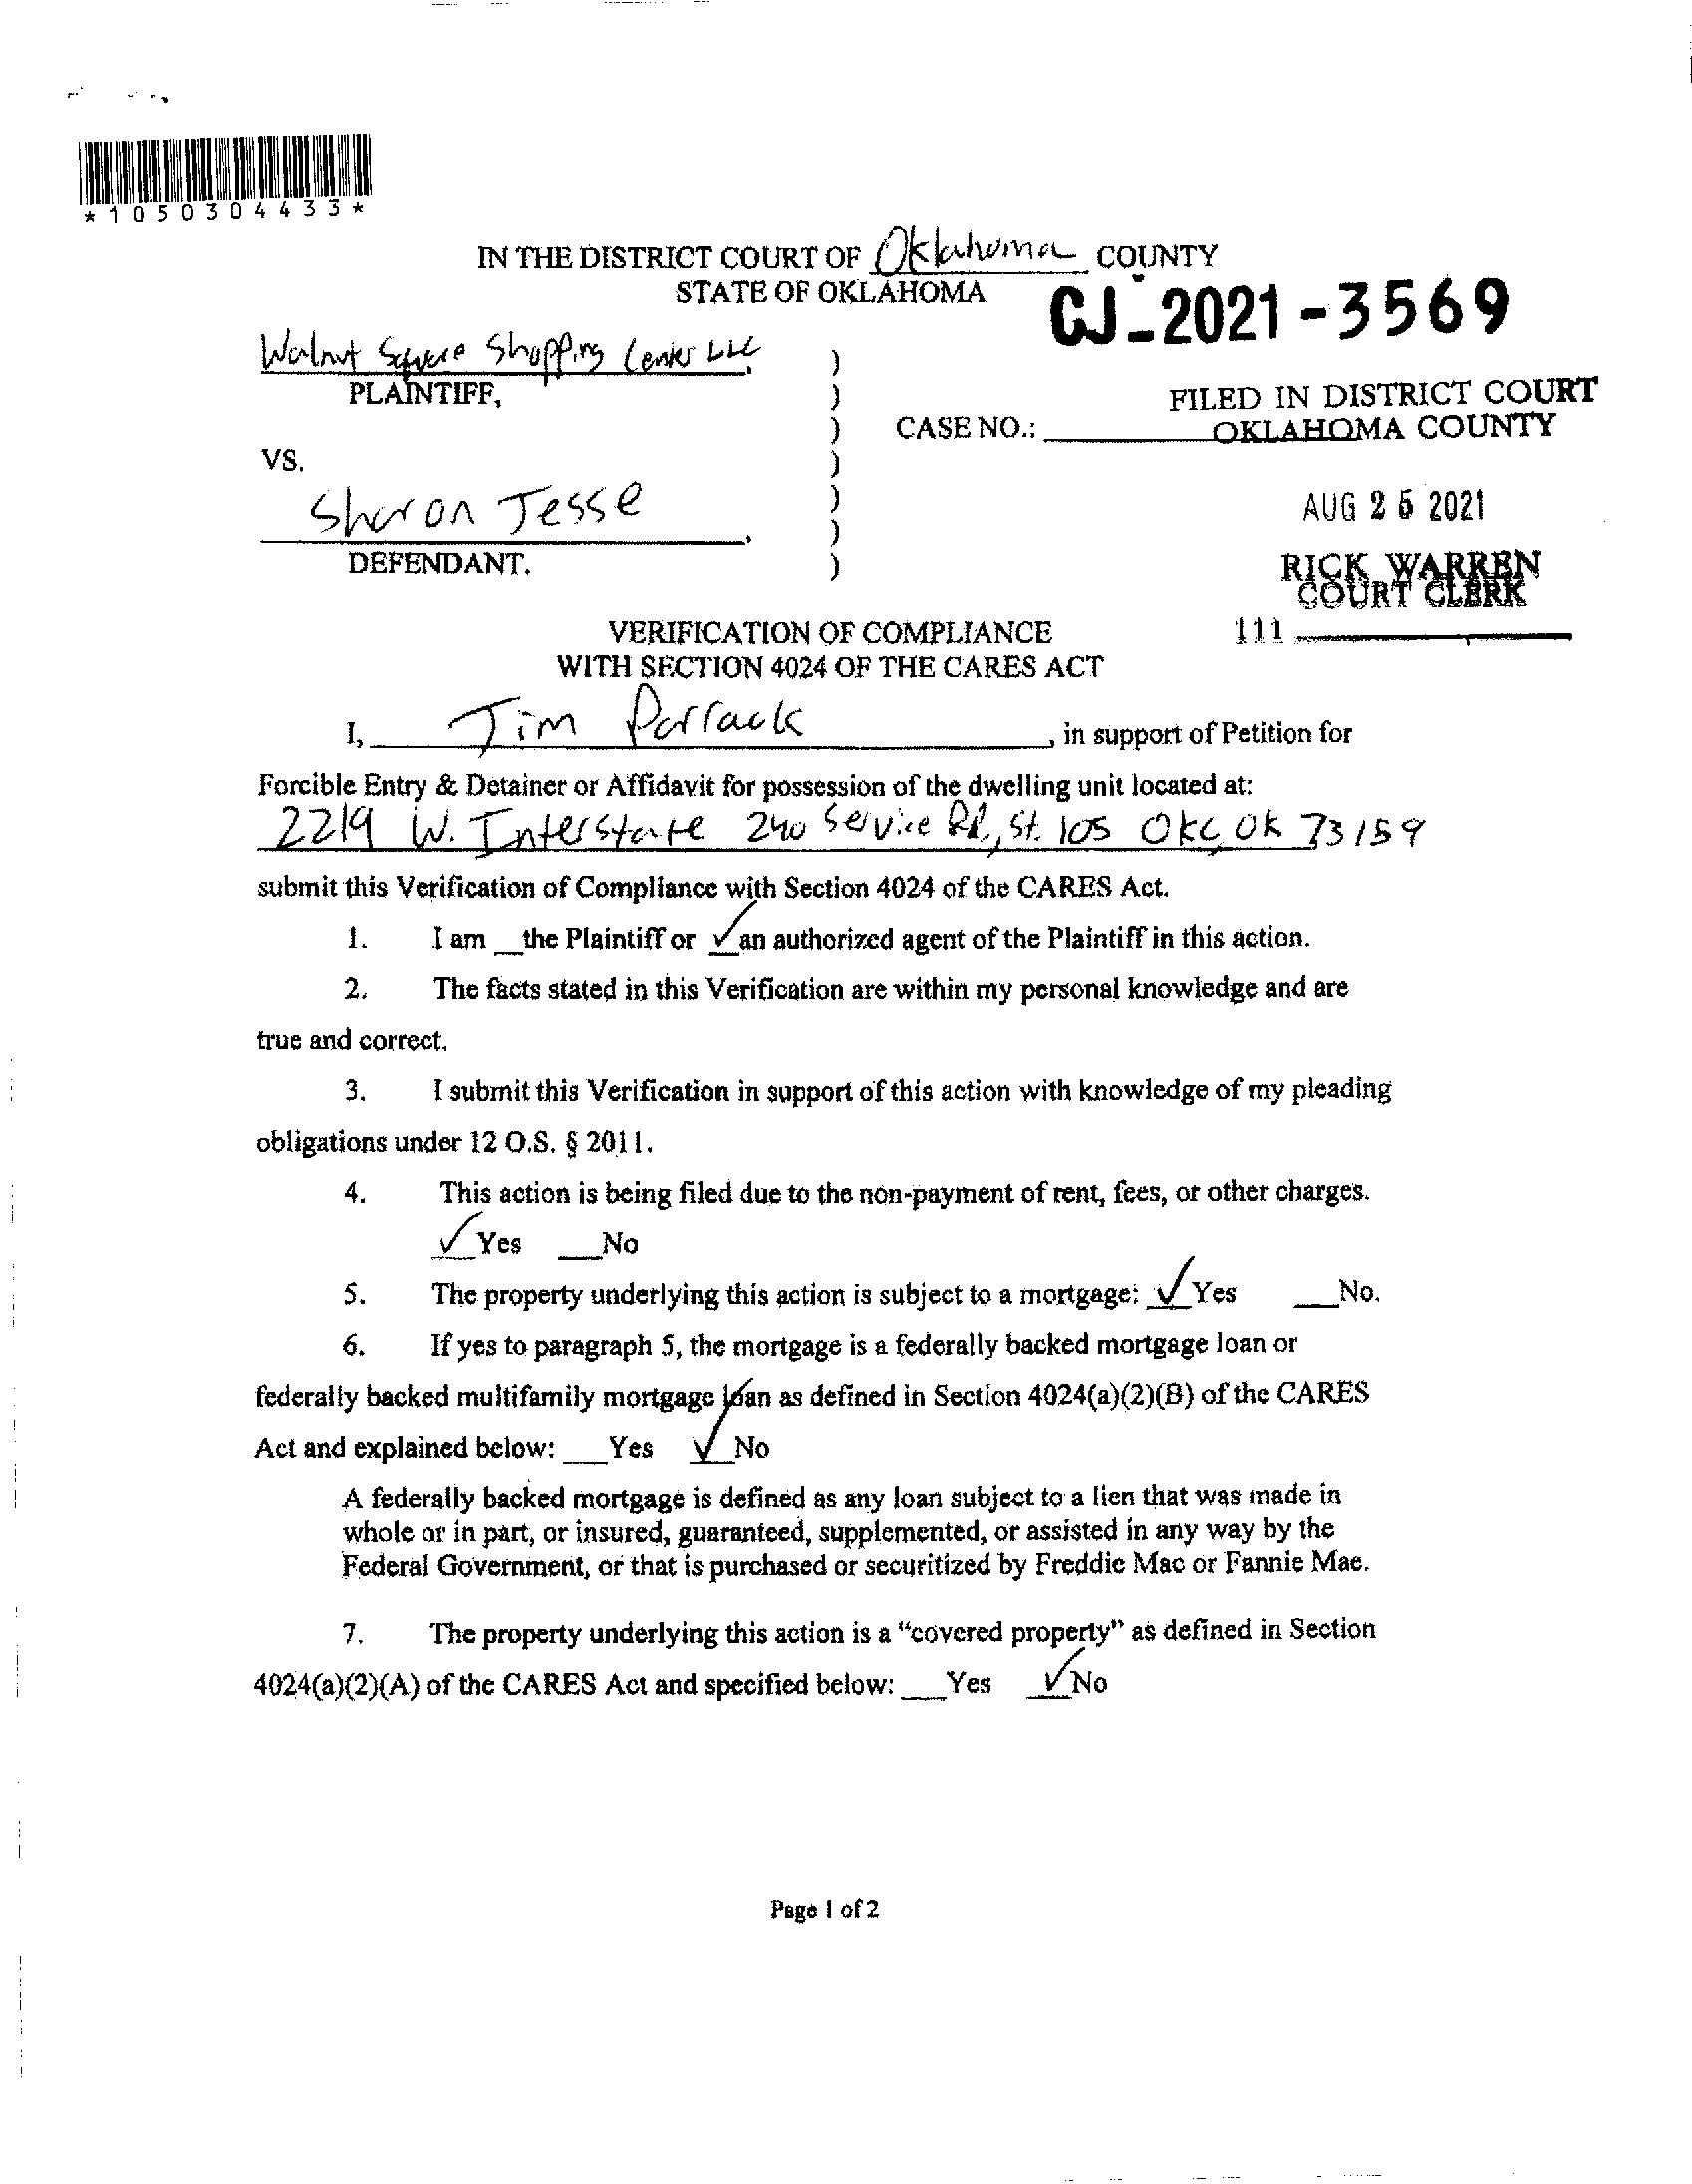 *1050304433*
IN THE DISTRICT COURT OF Oklahoma COUNTY
STATE OF OKLAHOMA
CJ-2021-3569
Walnut Square Shopping Center LLC,
PLAINTIFF,
FILED IN DISTRICT COURT
CASE NO.: OKLAHOMA COUNTY
VS.
Sharon Jesse,
AUG 25 2021
DEFENDANT.
RICK WARREN
COURT CLERK
111
VERIFICATION OF COMPLIANCE
WITH SECTION 4024 OF THE CARES ACT
I, Tim Parrack, in support of Petition for
Forcible Entry & Detainer or Affidavit for possession of the dwelling unit located at:
2219 W. Interstate 240 Service Rd., St. 105 OKC, OK 73159
submit this Verification of Compliance with Section 4024 of the CARES Act.
1. I am __the Plaintiff or ✓an authorized agent of the Plaintiff in this action.
2. The facts stated in this Verification are within my personal knowledge and are
true and correct.
3. I submit this Verification in support of this action with knowledge of my pleading
obligations under 12 O.S. § 2011.
4. This action is being filed due to the non-payment of rent, fees, or other charges.
✓ Yes ___No
5. The property underlying this action is subject to a mortgage: ✓ Yes ___No.
6. If yes to paragraph 5, the mortgage is a federally backed mortgage loan or
federally backed multifamily mortgage loan as defined in Section 4024(a)(2)(B) of the CARES
Act and explained below: ___Yes ✓ No
A federally backed mortgage is defined as any loan subject to a lien that was made in
whole or in part, or insured, guaranteed, supplemented, or assisted in any way by the
Federal Government, or that is purchased or securitized by Freddie Mac or Fannie Mae.
7. The property underlying this action is a "covered property" as defined in Section
4024(a)(2)(A) of the CARES Act and specified below: ___Yes ✓ No
Page 1 of 2